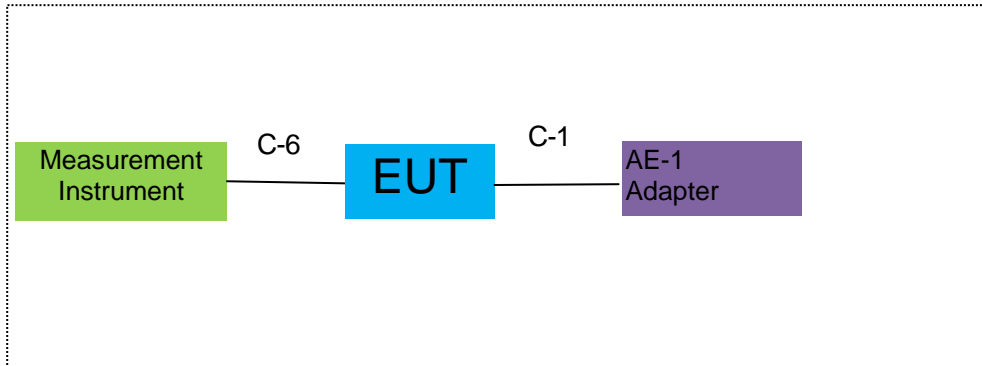 C-6
C-1
Measurement
Instrument
EUT
AE-1
Adapter